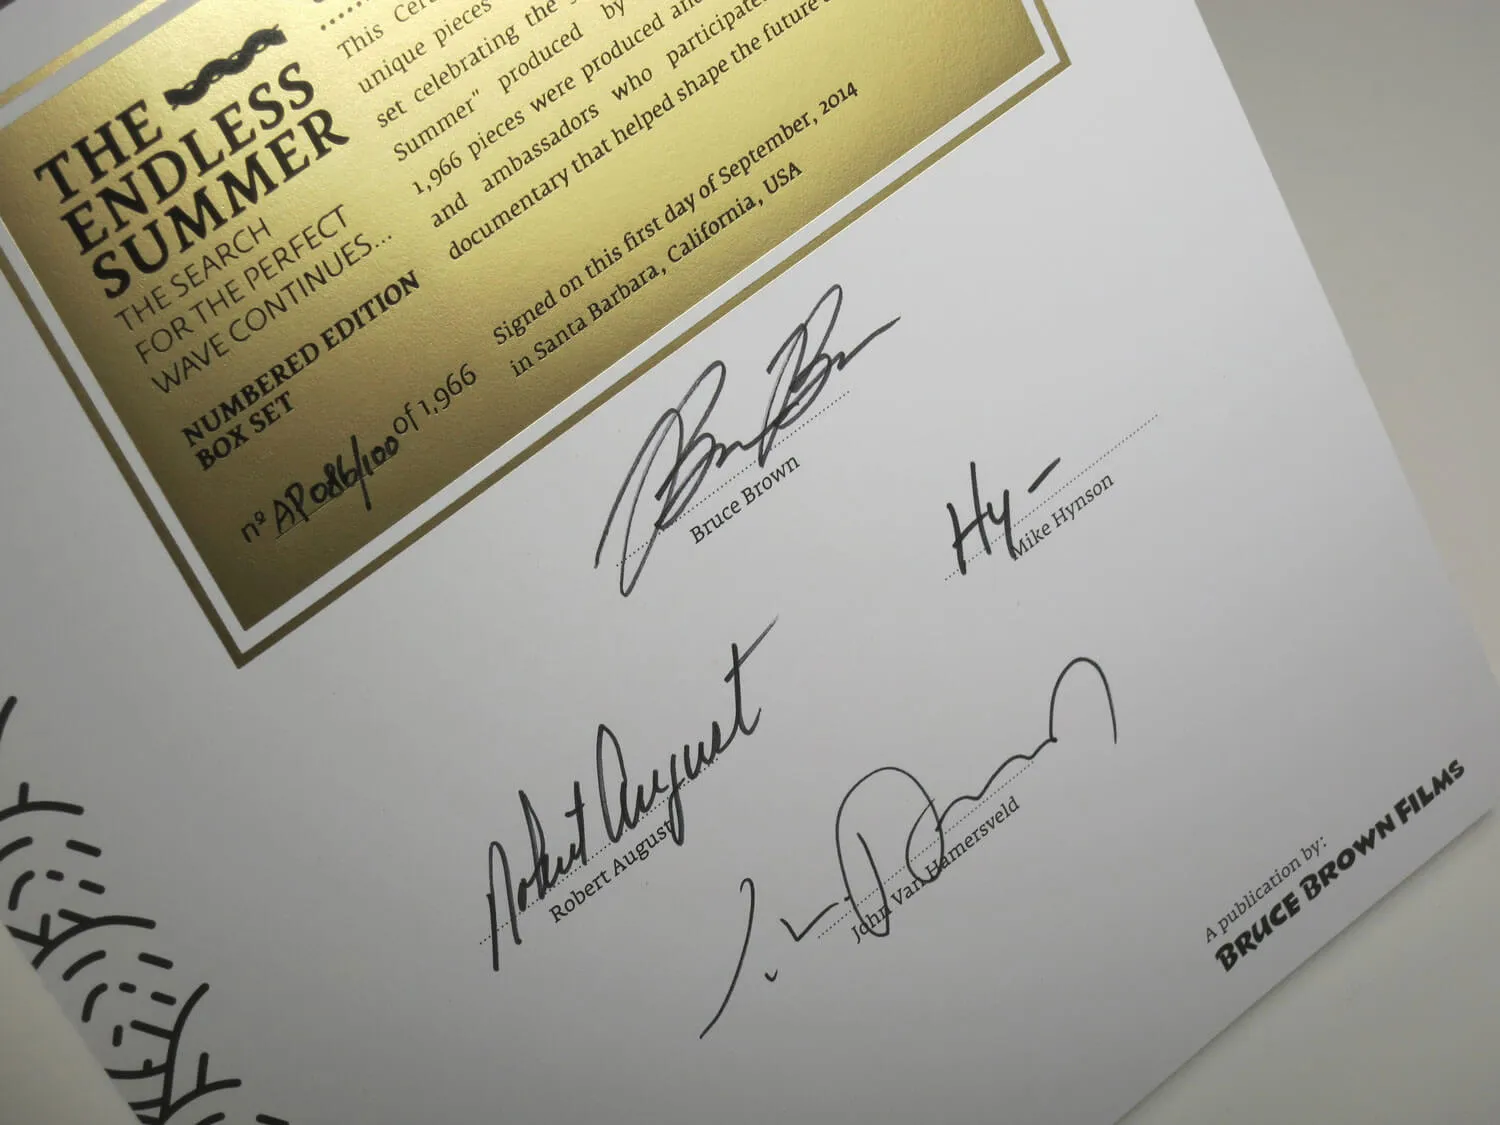 THE
ENDLESS
SUMMER
THE SEARCH
FOR THE PERFECT
WAVE CONTINUES...
NUMBERED EDITION
BOX SET
nº AP 086/100 of 1,966
This
unique pieces
set celebrating the
Summer" produced by
1,966 pieces were produced
and ambassadors who
documentary that helped shape the future
Signed on this first day of September, 2014
in Santa Barbara, California, USA
Bruce Brown
Hy
Mike Hynson
Robert August
Robert August
John Van Hamersveld
A publication by:
BRUCE BROWN FILMS